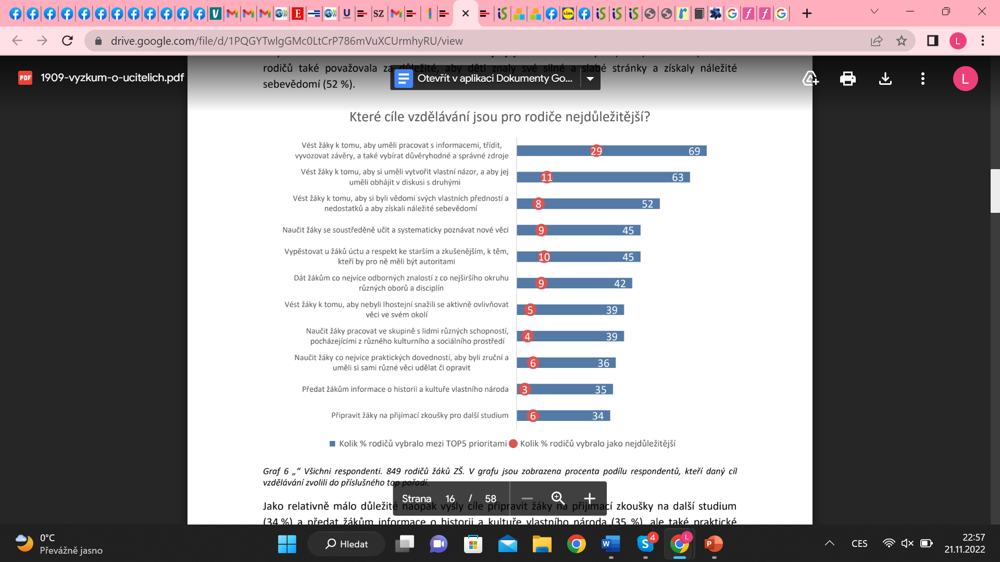 SZ
drive.google.com/file/d/1PQGYTwlgGMc0LtCrP786mVuXCUrmhyRU/view
L
PDF
1909-vyzkum-o-ucitelich.pdf
Otevřít v aplikaci Dokumenty Go...
L
rodičů také považovala za důležité, aby děti znaly své silné a slabé stránky a získaly náležité
sebevědomí (52 %).
Které cíle vzdělávání jsou pro rodiče nejdůležitější?
Vést žáky k tomu, aby uměli pracovat s informacemi, třídit,
vyvozovat závěry, a také vybírat důvěryhodné a správné zdroje
29 69
Vést žáky k tomu, aby si uměli vytvořit vlastní názor, a aby jej
uměli obhájit v diskusi s druhými
11 63
Vést žáky k tomu, aby si byli vědomi svých vlastních předností a
nedostatků a aby získali náležité sebevědomí
8 52
Naučit žáky se soustředěně učit a systematicky poznávat nové věci
9 45
Vypěstovat u žáků úctu a respekt ke starším a zkušenějším, k těm,
kteří by pro ně měli být autoritami
10 45
Dát žákům co nejvíce odborných znalostí z co nejširšího okruhu
různých oborů a disciplín
9 42
Vést žáky k tomu, aby nebyli lhostejní snažili se aktivně ovlivňovat
věci ve svém okolí
5 39
Naučit žáky pracovat ve skupině s lidmi různých schopností,
pocházejícími z různého kulturního a sociálního prostředí
4 39
Naučit žáky co nejvíce praktických dovedností, aby byli zruční a
uměli si sami různé věci udělat či opravit
6 36
Předat žákům informace o historii a kultuře vlastního národa
3 35
Připravit žáky na přijímací zkoušky pro další studium
6 34
Kolik % rodičů vybralo mezi TOP5 prioritami Kolik % rodičů vybralo jako nejdůležitější
Graf 6 „“ Všichni respondenti. 849 rodičů žáků ZŠ. V grafu jsou zobrazena procenta podílu respondentů, kteří daný cíl
vzdělávání zvolili do příslušného top pořadí.
Strana 16 / 58
Jako relativně málo důležité naopak vyšly cíle připravit žáky na přijímací zkoušky na další studium
(34 %) a předat žákům informace o historii a kultuře vlastního národa (35 %), ale také praktické
0°C
Převážně jasno
Hledat
4
L
CES
22:57
21.11.2022